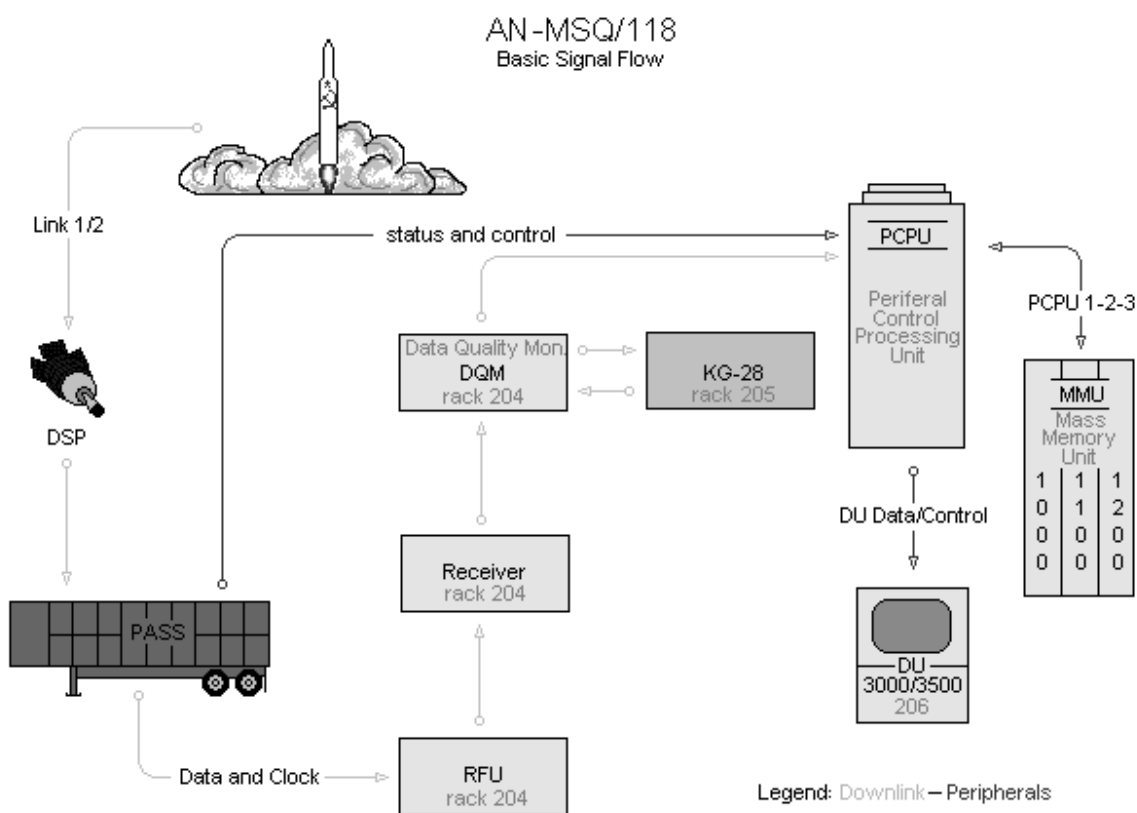 AN-MSQ/118
Basic Signal Flow
Link 1/2
status and control
PCPU
Periferal
Control
Processing
Unit
PCPU 1-2-3
Data Quality Mon.
DQM
rack 204
KG-28
rack 205
MMU
Mass
Memory
Unit
1 1 1
0 1 2
0 0 0
0 0 0
DSP
DU Data/Control
Receiver
rack 204
PASS
DU
3000/3500
206
Data and Clock
RFU
rack 204
Legend: Downlink – Peripherals